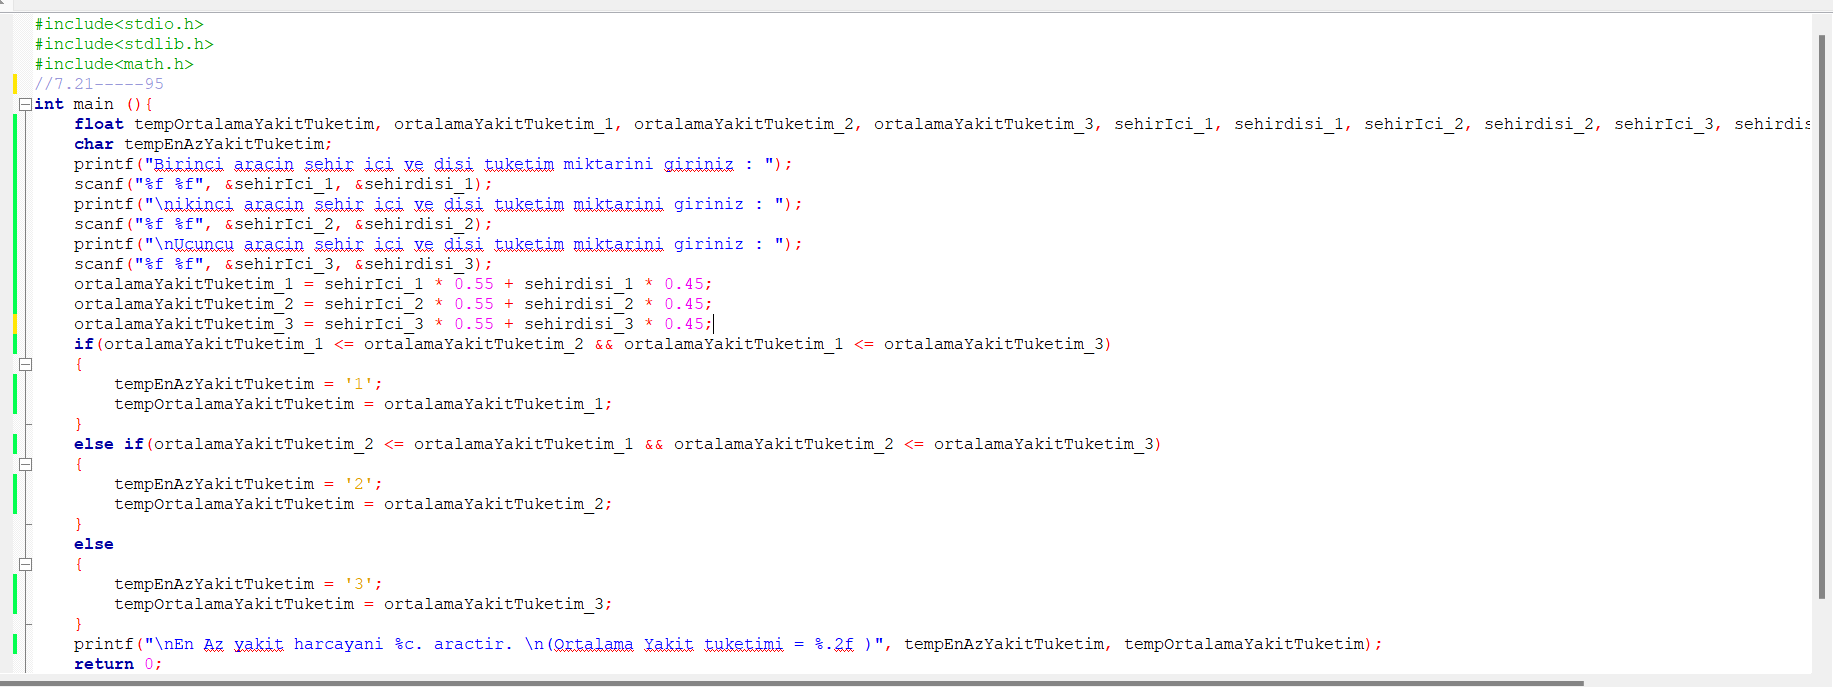 #include<stdio.h>
#include<stdlib.h>
#include<math.h>
//7.21-----95
int main (){
    float tempOrtalamaYakitTuketim, ortalamaYakitTuketim_1, ortalamaYakitTuketim_2, ortalamaYakitTuketim_3, sehirIci_1, sehirdisi_1, sehirIci_2, sehirdisi_2, sehirIci_3, sehirdis
    char tempEnAzYakitTuketim;
    printf("Birinci aracin sehir ici ve disi tuketim miktarini giriniz : ");
    scanf("%f %f", &sehirIci_1, &sehirdisi_1);
    printf("\nikinci aracin sehir ici ve disi tuketim miktarini giriniz : ");
    scanf("%f %f", &sehirIci_2, &sehirdisi_2);
    printf("\nUcuncu aracin sehir ici ve disi tuketim miktarini giriniz : ");
    scanf("%f %f", &sehirIci_3, &sehirdisi_3);
    ortalamaYakitTuketim_1 = sehirIci_1 * 0.55 + sehirdisi_1 * 0.45;
    ortalamaYakitTuketim_2 = sehirIci_2 * 0.55 + sehirdisi_2 * 0.45;
    ortalamaYakitTuketim_3 = sehirIci_3 * 0.55 + sehirdisi_3 * 0.45;
    if(ortalamaYakitTuketim_1 <= ortalamaYakitTuketim_2 && ortalamaYakitTuketim_1 <= ortalamaYakitTuketim_3)
    {
        tempEnAzYakitTuketim = '1';
        tempOrtalamaYakitTuketim = ortalamaYakitTuketim_1;
    }
    else if(ortalamaYakitTuketim_2 <= ortalamaYakitTuketim_1 && ortalamaYakitTuketim_2 <= ortalamaYakitTuketim_3)
    {
        tempEnAzYakitTuketim = '2';
        tempOrtalamaYakitTuketim = ortalamaYakitTuketim_2;
    }
    else
    {
        tempEnAzYakitTuketim = '3';
        tempOrtalamaYakitTuketim = ortalamaYakitTuketim_3;
    }
    printf("\nEn Az yakit harcayani %c. aractir. \n(Ortalama Yakit tuketimi = %.2f )", tempEnAzYakitTuketim, tempOrtalamaYakitTuketim);
    return 0;